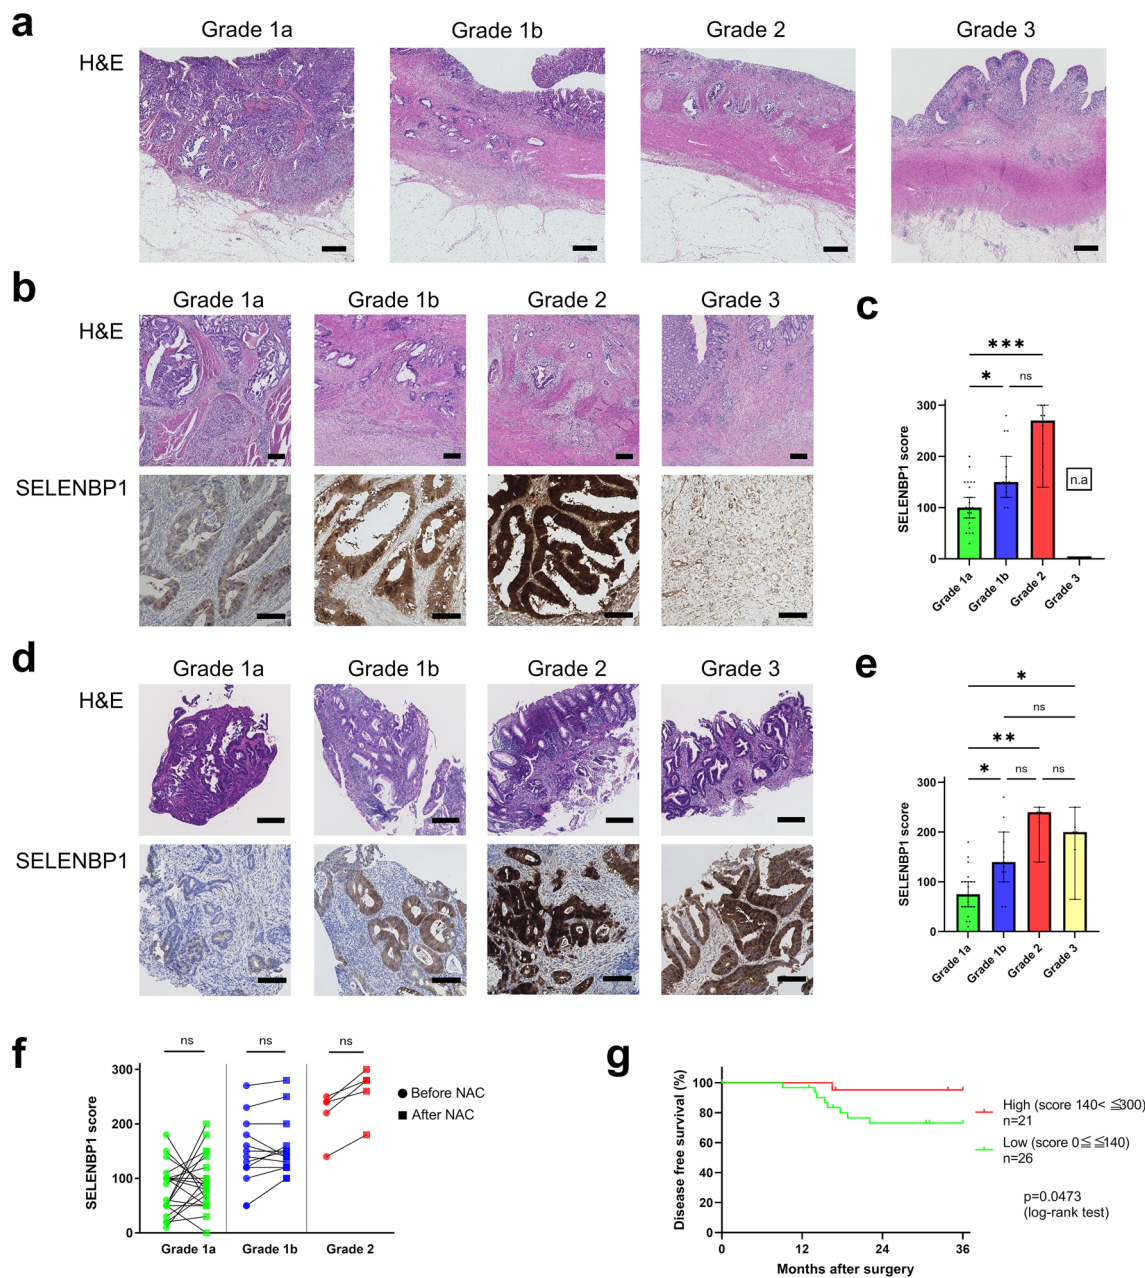 a
Grade 1a Grade 1b Grade 2 Grade 3
H&E
b
Grade 1a Grade 1b Grade 2 Grade 3
H&E
SELENBP1
c
***
* ns
300
200
100
0
SELENBP1 score
n.a
Grade 1a Grade 1b Grade 2 Grade 3
d
Grade 1a Grade 1b Grade 2 Grade 3
H&E
SELENBP1
e
*
ns
**
* ns ns
300
200
100
0
SELENBP1 score
Grade 1a Grade 1b Grade 2 Grade 3
f
ns ns ns
300
200
100
0
SELENBP1 score
Before NAC
After NAC
Grade 1a Grade 1b Grade 2
g
100
80
60
40
20
0
Disease free survival (%)
0 12 24 36
Months after surgery
High (score 140< ≦300)
n=21
Low (score 0≦ ≦140)
n=26
p=0.0473
(log-rank test)